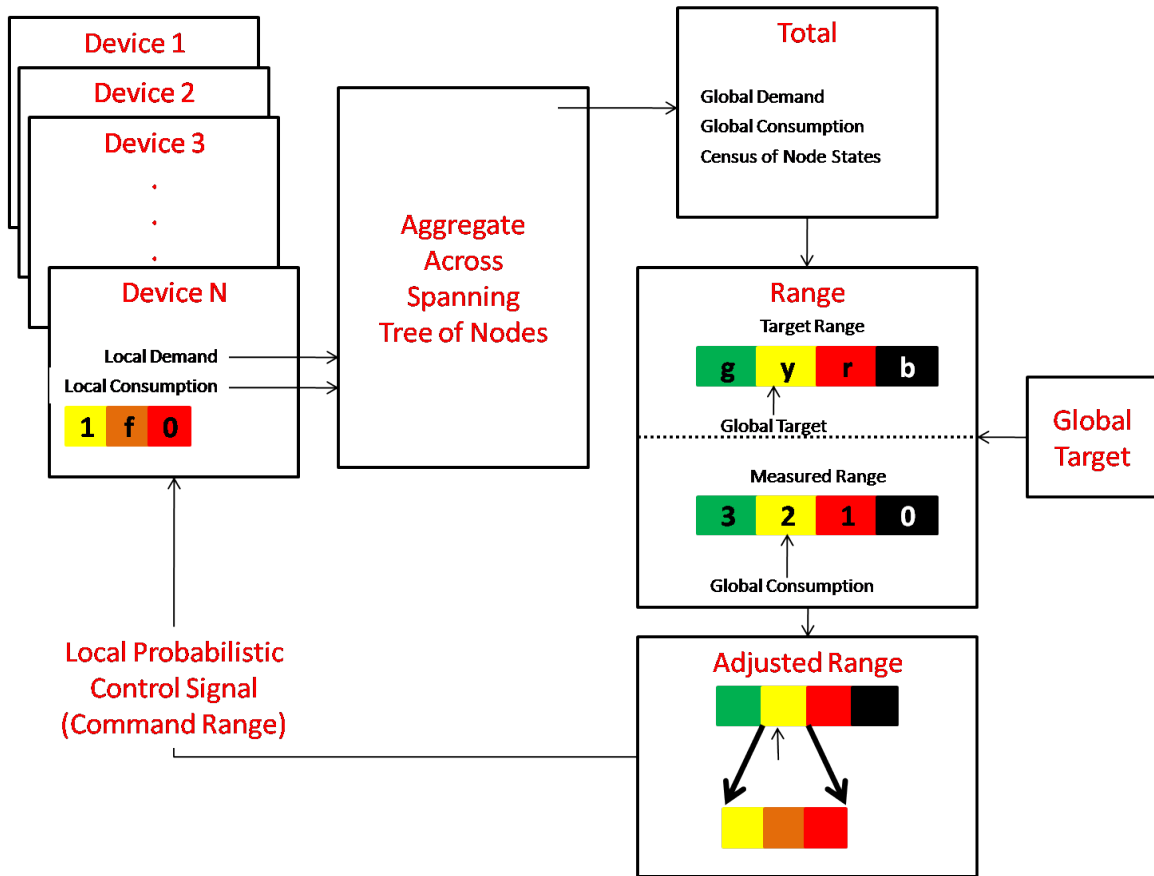 Device 1
Device 2
Device 3
.
.
.
Device N
Local Demand
Local Consumption
1 f 0
Aggregate
Across
Spanning
Tree of Nodes
Total
Global Demand
Global Consumption
Census of Node States
Range
Target Range
g y r b
Global Target
Measured Range
3 2 1 0
Global Consumption
Global
Target
Adjusted Range
Local Probabilistic
Control Signal
(Command Range)